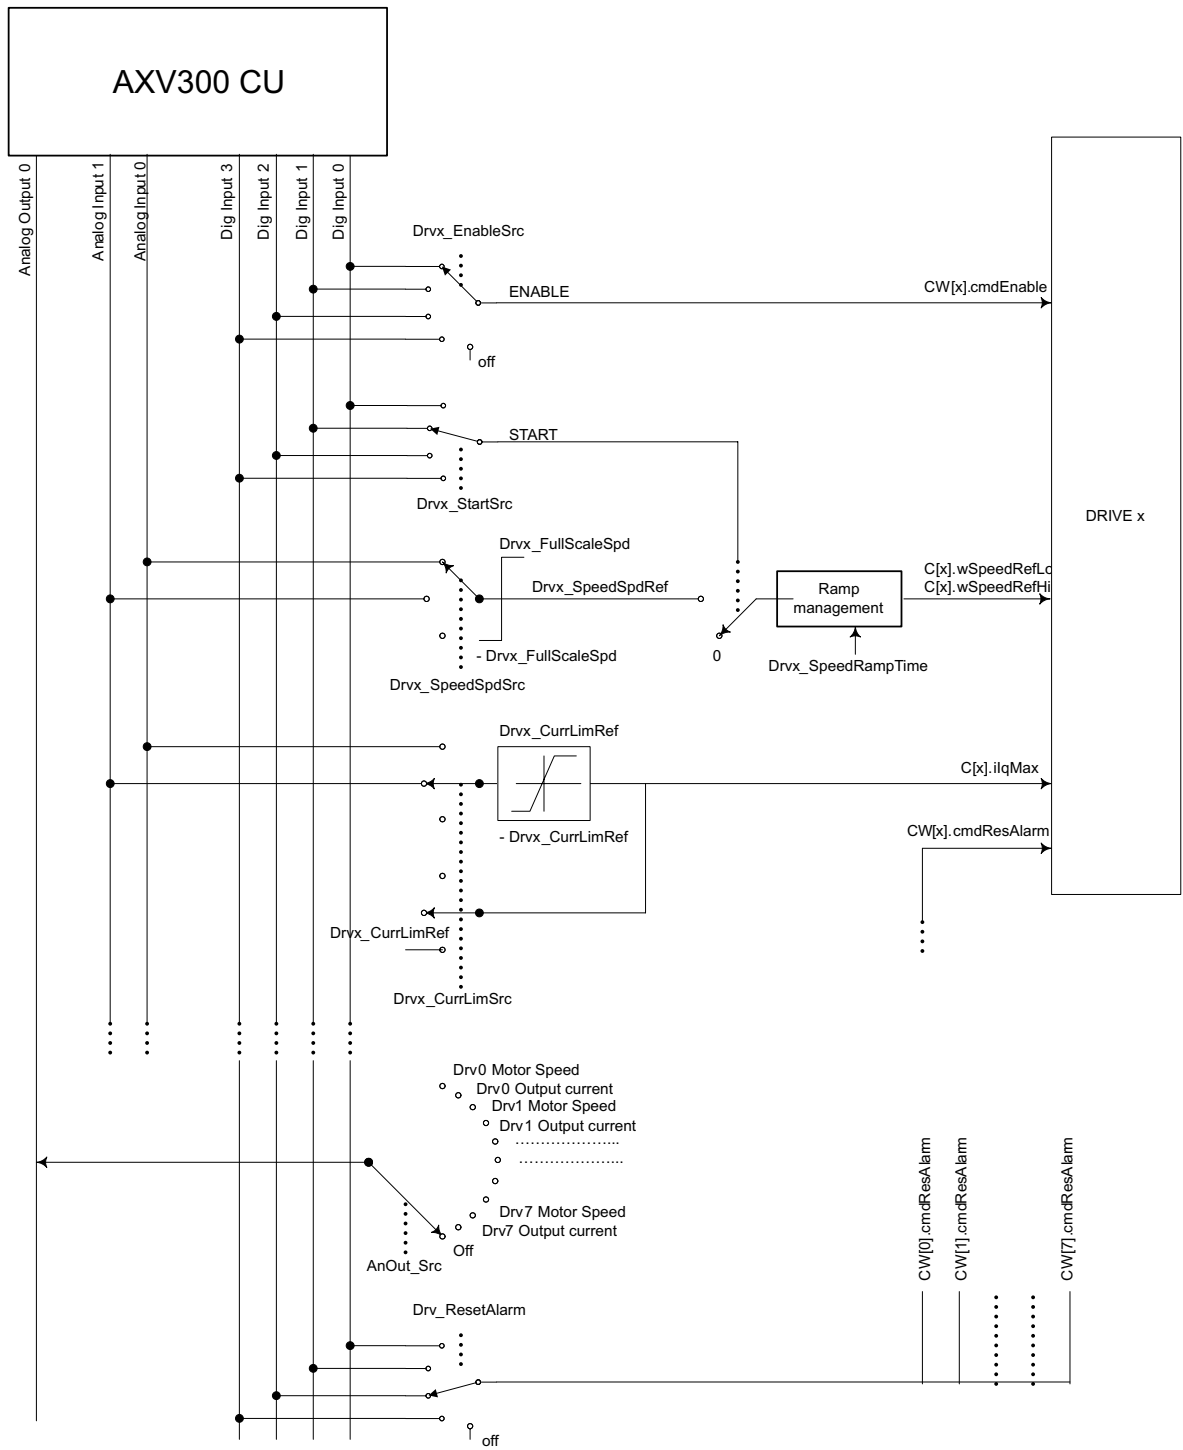 AXV300 CU
Analog Output 0
Analog Input 1
Analog Input 0
Dig Input 3
Dig Input 2
Dig Input 1
Dig Input 0
Drvx_EnableSrc
ENABLE
CW[x].cmdEnable
off
START
Drvx_StartSrc
DRIVE x
Drvx_FullScaleSpd
Drvx_SpeedSpdRef
- Drvx_FullScaleSpd
Drvx_SpeedSpdSrc
0
Ramp
management
Drvx_SpeedRampTime
C[x].wSpeedRefLo
C[x].wSpeedRefHi
Drvx_CurrLimRef
- Drvx_CurrLimRef
C[x].iIqMax
CW[x].cmdResAlarm
Drvx_CurrLimRef
Drvx_CurrLimSrc
Drv0 Motor Speed
Drv0 Output current
Drv1 Motor Speed
Drv1 Output current
.......................
.......................
Drv7 Motor Speed
Drv7 Output current
Off
AnOut_Src
CW[0].cmdResAlarm
CW[1].cmdResAlarm
CW[7].cmdResAlarm
Drv_ResetAlarm
off